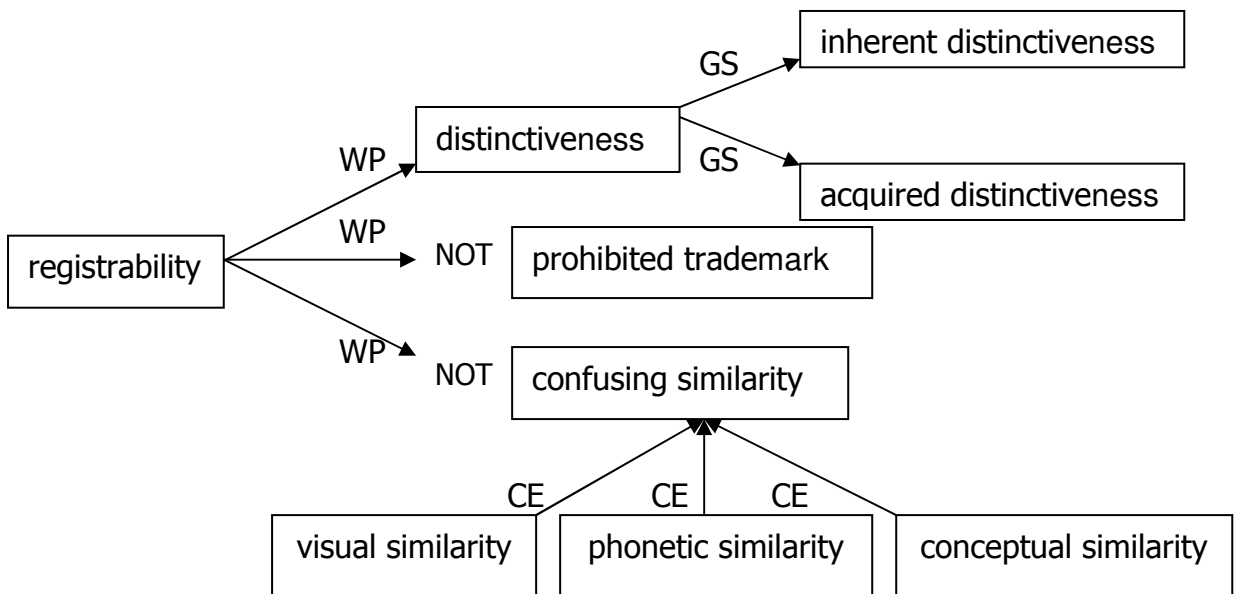 inherent distinctiveness
GS
distinctiveness
WP
GS
acquired distinctiveness
WP
NOT
prohibited trademark
registrability
WP
NOT
confusing similarity
CE
CE
CE
visual similarity
phonetic similarity
conceptual similarity